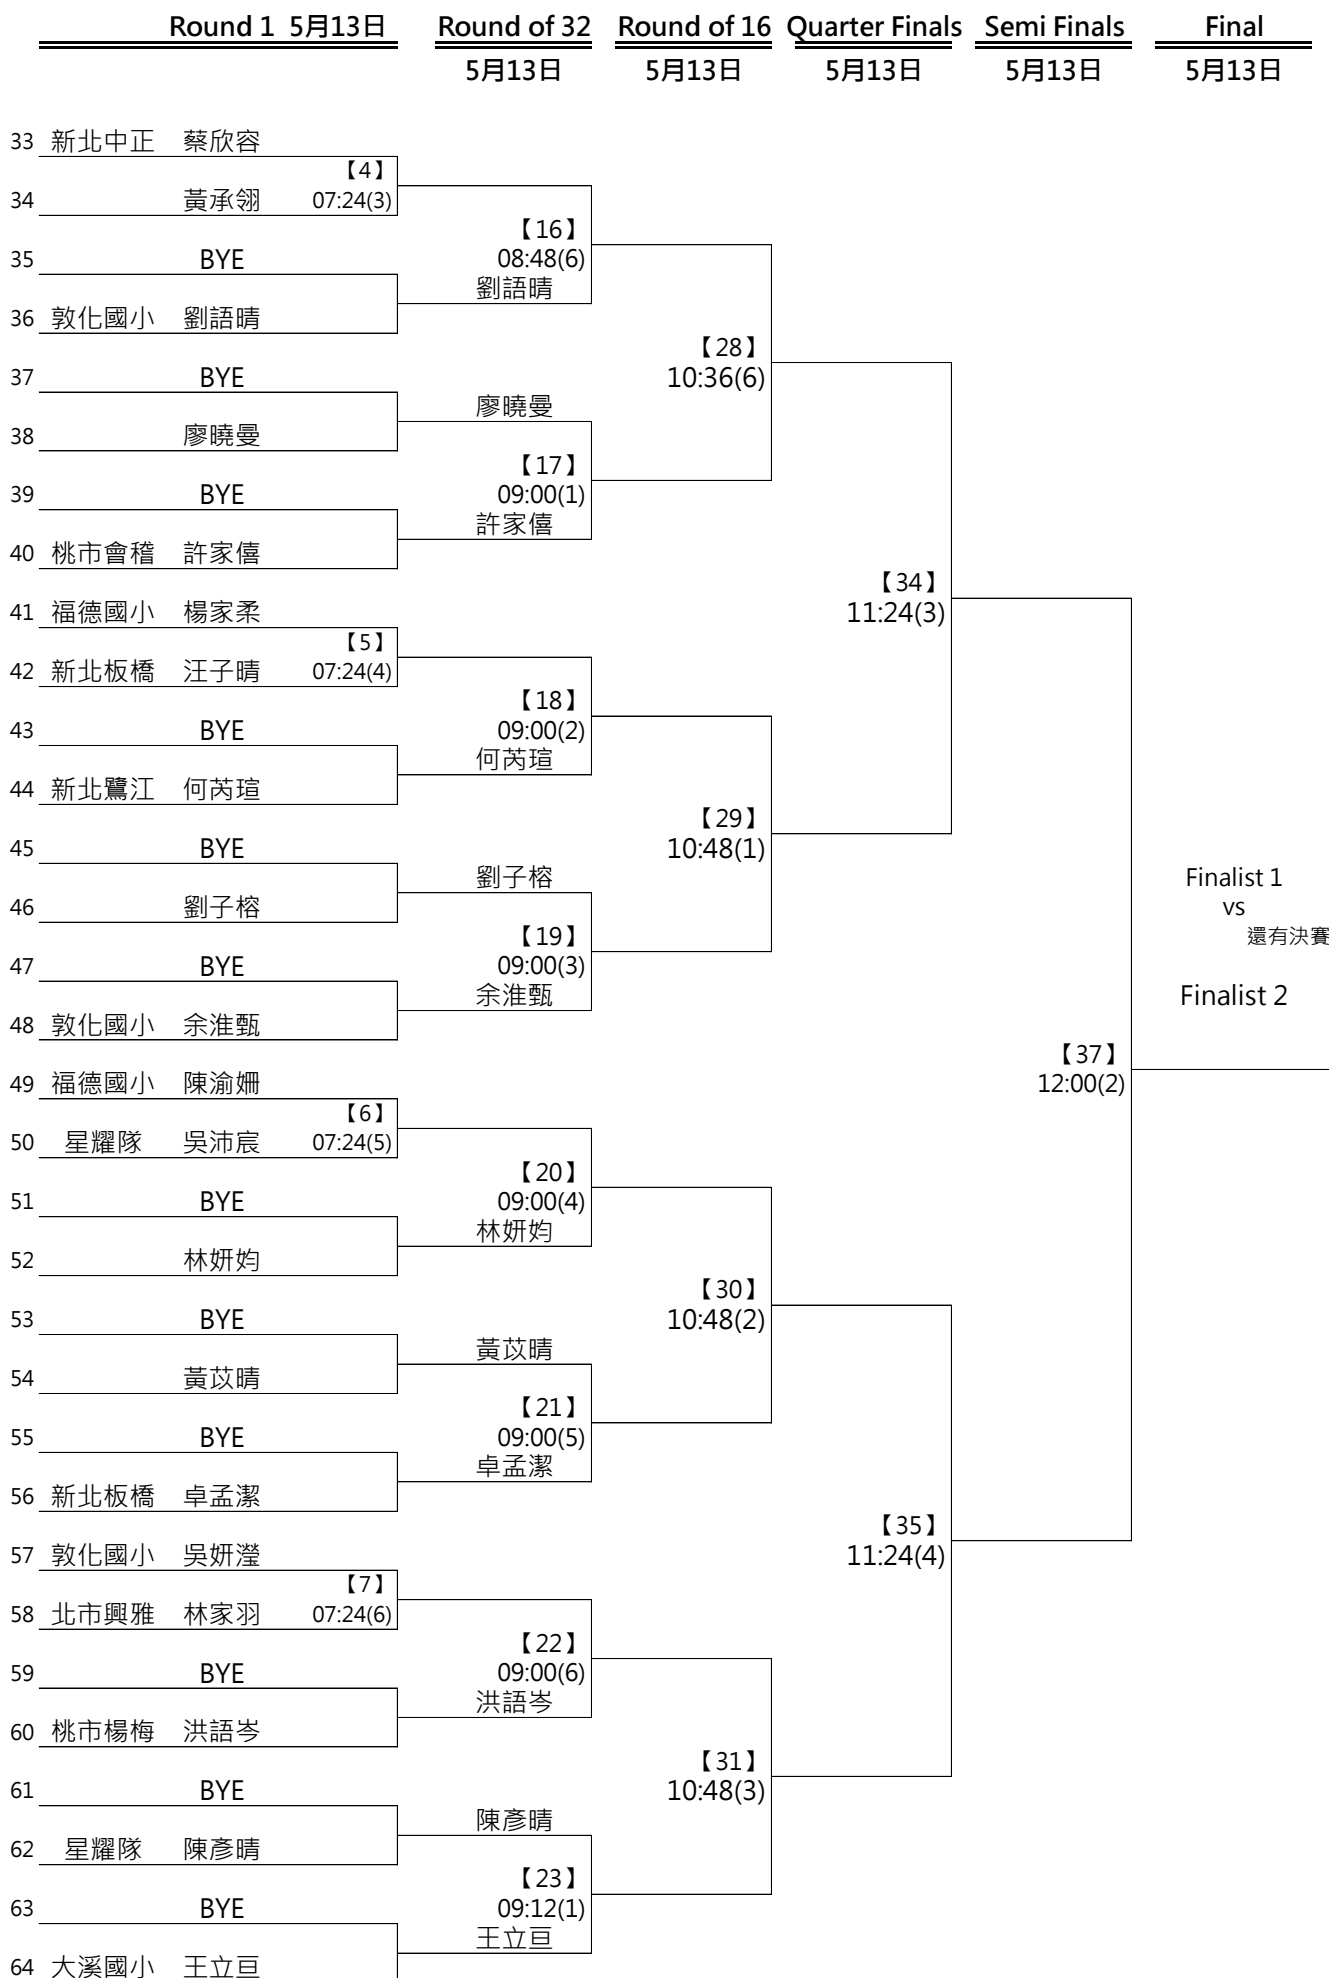 Round 1 5月13日 Round of 32 Round of 16 Quarter Finals Semi Finals Final
5月13日 5月13日 5月13日 5月13日 5月13日
33 新北中正 蔡欣容
【4】
34 黃承翎 07:24(3)
【16】
35 BYE 08:48(6)
劉語晴
36 敦化國小 劉語晴
【28】
37 BYE 10:36(6)
廖曉曼
38 廖曉曼
【17】
39 BYE 09:00(1)
許家僖
40 桃市會稽 許家僖
【34】
41 福德國小 楊家柔 11:24(3)
【5】
42 新北板橋 汪子晴 07:24(4)
【18】
43 BYE 09:00(2)
何芮瑄
44 新北鷺江 何芮瑄
【29】
45 BYE 10:48(1)
劉子榕 Finalist 1
46 劉子榕 vs
【19】 還有決賽
47 BYE 09:00(3)
余淮甄 Finalist 2
48 敦化國小 余淮甄
【37】
49 福德國小 陳渝姍 12:00(2)
【6】
50 星耀隊 吳沛宸 07:24(5)
【20】
51 BYE 09:00(4)
林妍妁
52 林妍妁
【30】
53 BYE 10:48(2)
黃苡晴
54 黃苡晴
【21】
55 BYE 09:00(5)
卓孟潔
56 新北板橋 卓孟潔
【35】
57 敦化國小 吳妍瀅 11:24(4)
【7】
58 北市興雅 林家羽 07:24(6)
【22】
59 BYE 09:00(6)
洪語岑
60 桃市楊梅 洪語岑
【31】
61 BYE 10:48(3)
陳彥晴
62 星耀隊 陳彥晴
【23】
63 BYE 09:12(1)
王立亘
64 大溪國小 王立亘